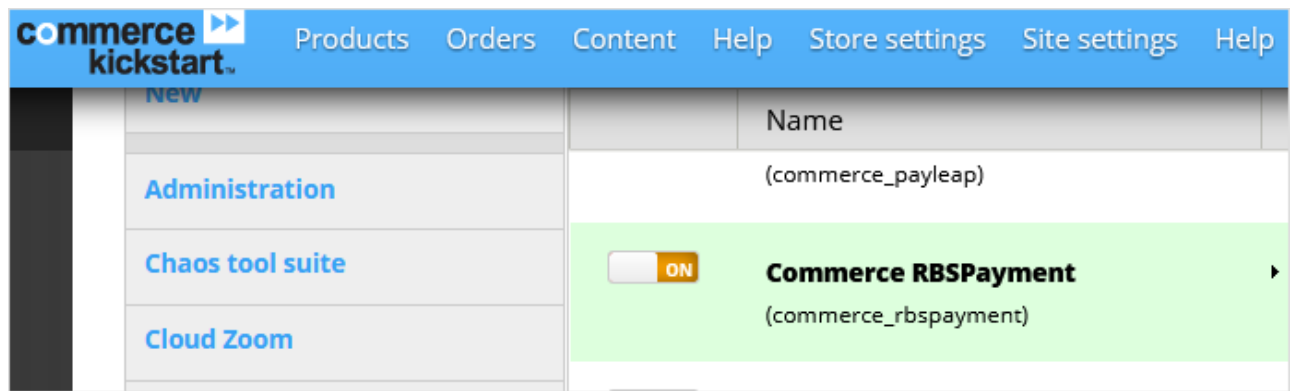 commerce
kickstart™
Products Orders Content Help Store settings Site settings Help
New
Administration
Chaos tool suite
Cloud Zoom
Name
(commerce_payleap)
ON
Commerce RBSPayment
(commerce_rbspayment)